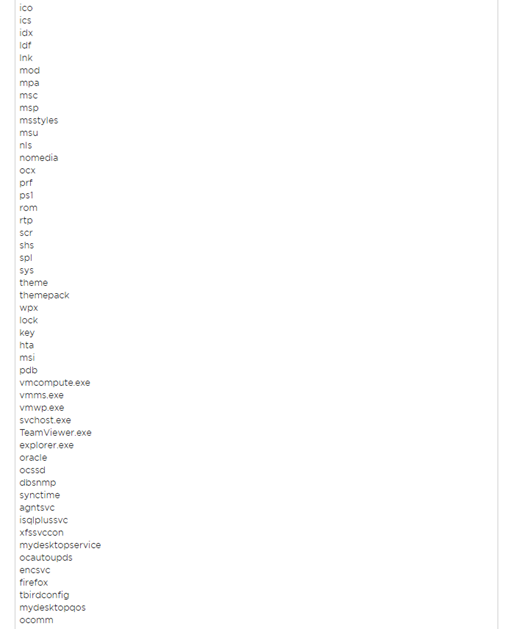 ico
ics
idx
ldf
lnk
mod
mpa
msc
msp
msstyles
msu
nls
nomedia
ocx
prf
ps1
rom
rtp
scr
shs
spl
sys
theme
themepack
wpx
lock
key
hta
msi
pdb
vmcompute.exe
vmms.exe
vmwp.exe
svchost.exe
TeamViewer.exe
explorer.exe
oracle
ocssd
dbsnmp
synctime
agntsvc
isqlplussvc
xfssvccon
mydesktopservice
ocautoupds
encsvc
firefox
tbirdconfig
mydesktopqos
ocomm